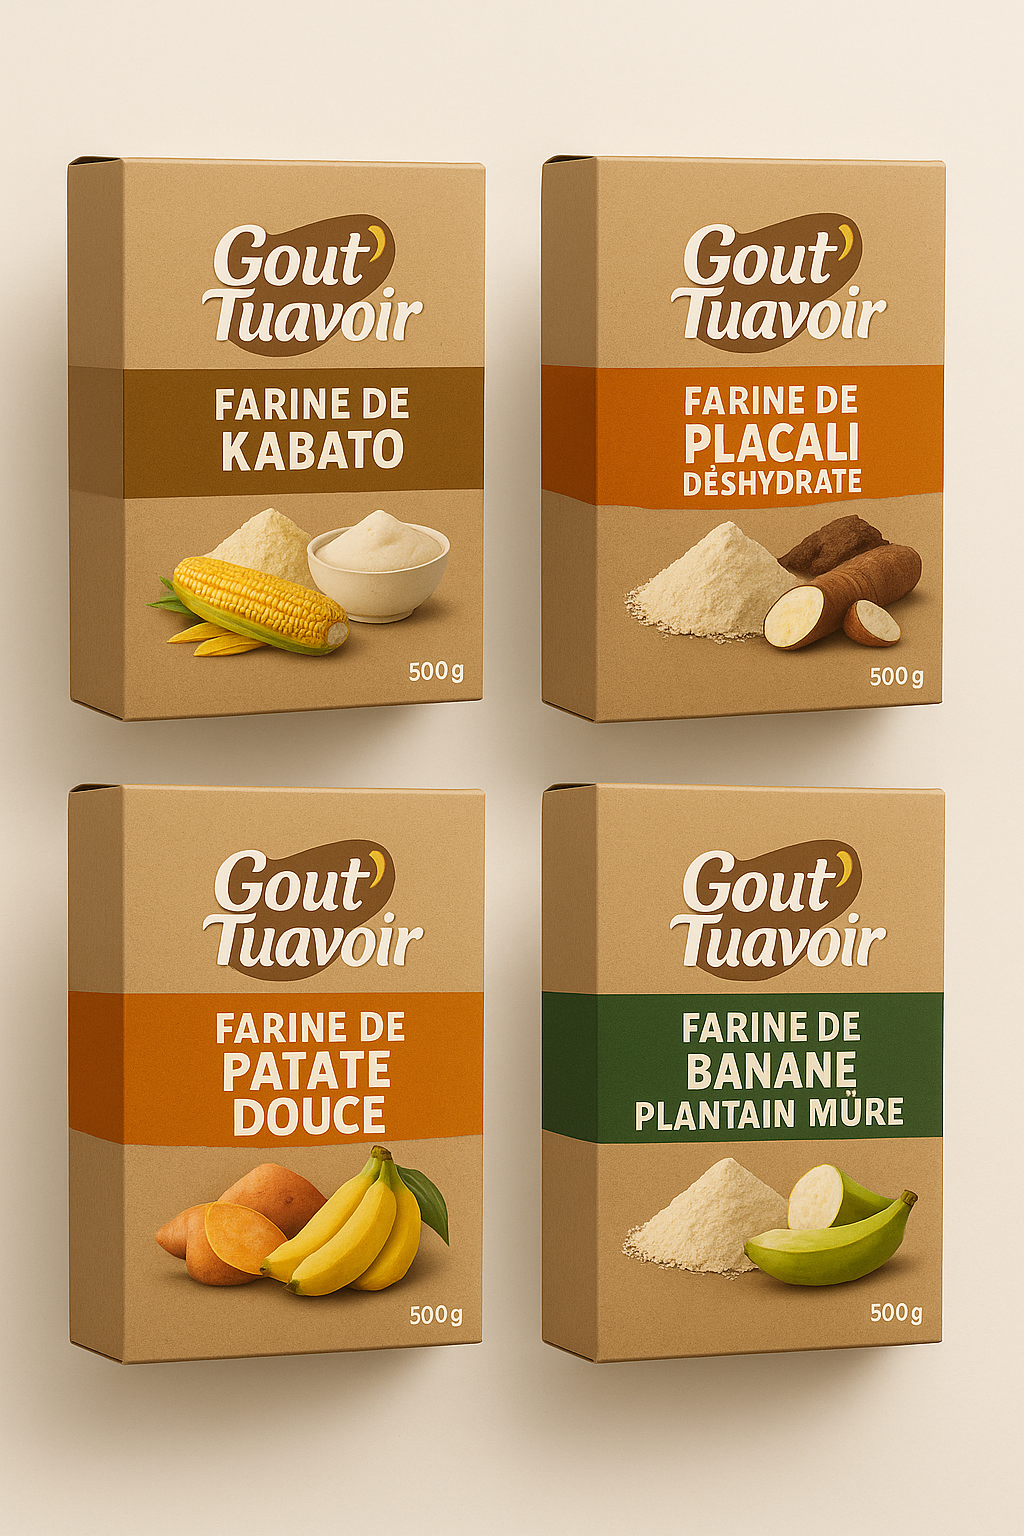 Gout'
Tuavoir
FARINE DE
KABATO
500 g
Gout'
Tuavoir
FARINE DE
PLACALI
DÉSHYDRATE
500 g
Gout'
Tuavoir
FARINE DE
PATATE
DOUCE
500 g
Gout'
Tuavoir
FARINE DE
BANANE
PLANTAIN MÛRE
500 g